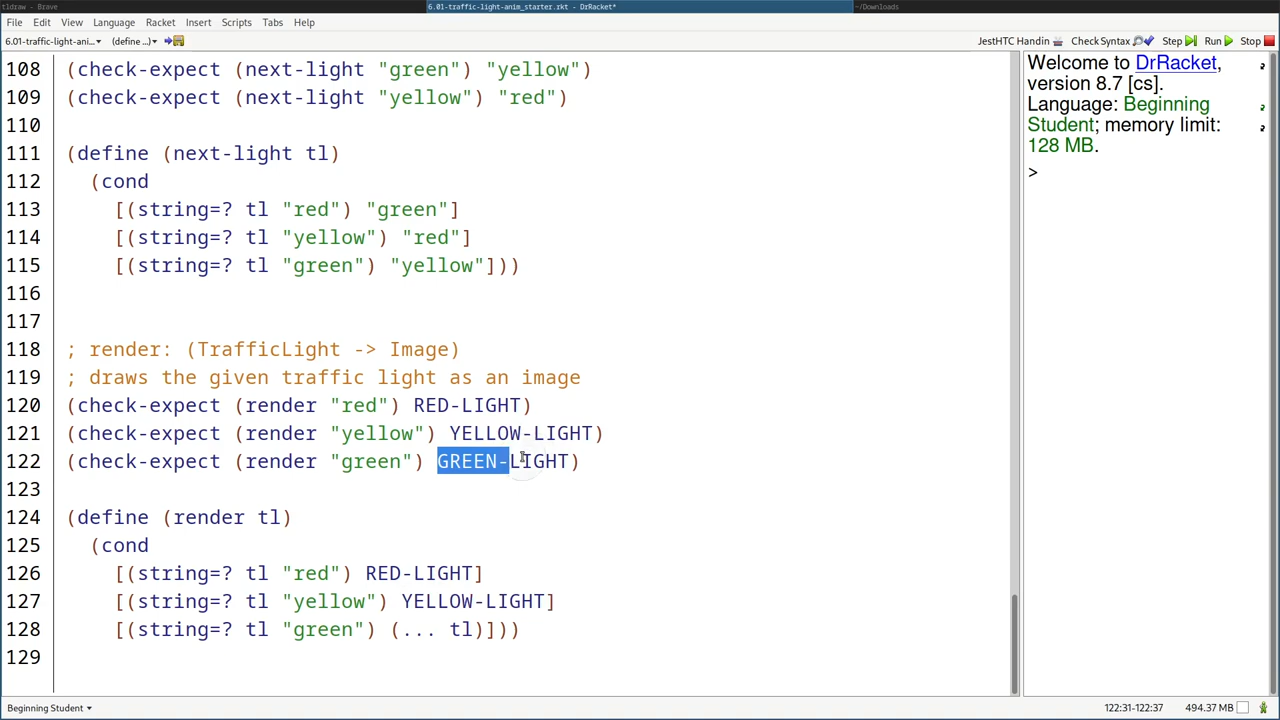 tldraw - Brave
6.01-traffic-light-anim_starter.rkt - DrRacket*
~/Downloads
File Edit View Language Racket Insert Scripts Tabs Help
6.01-traffic-light-ani... (define ...) JestHTC Handin Check Syntax Step Run Stop
108 (check-expect (next-light "green") "yellow")
109 (check-expect (next-light "yellow") "red")
110
111 (define (next-light tl)
112 (cond
113 [(string=? tl "red") "green"]
114 [(string=? tl "yellow") "red"]
115 [(string=? tl "green") "yellow"]))
116
117
118 ; render: (TrafficLight -> Image)
119 ; draws the given traffic light as an image
120 (check-expect (render "red") RED-LIGHT)
121 (check-expect (render "yellow") YELLOW-LIGHT)
122 (check-expect (render "green") GREEN-LIGHT)
123
124 (define (render tl)
125 (cond
126 [(string=? tl "red") RED-LIGHT]
127 [(string=? tl "yellow") YELLOW-LIGHT]
128 [(string=? tl "green") (... tl)]))
129
Welcome to DrRacket,
version 8.7 [cs].
Language: Beginning
Student; memory limit:
128 MB.
>
Beginning Student 122:31-122:37 494.37 MB